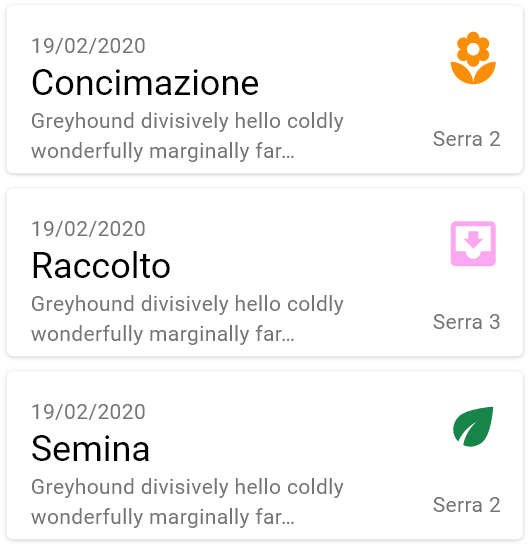 19/02/2020
Concimazione
Greyhound divisively hello coldly
wonderfully marginally far...
Serra 2
19/02/2020
Raccolto
Greyhound divisively hello coldly
wonderfully marginally far...
Serra 3
19/02/2020
Semina
Greyhound divisively hello coldly
wonderfully marginally far...
Serra 2